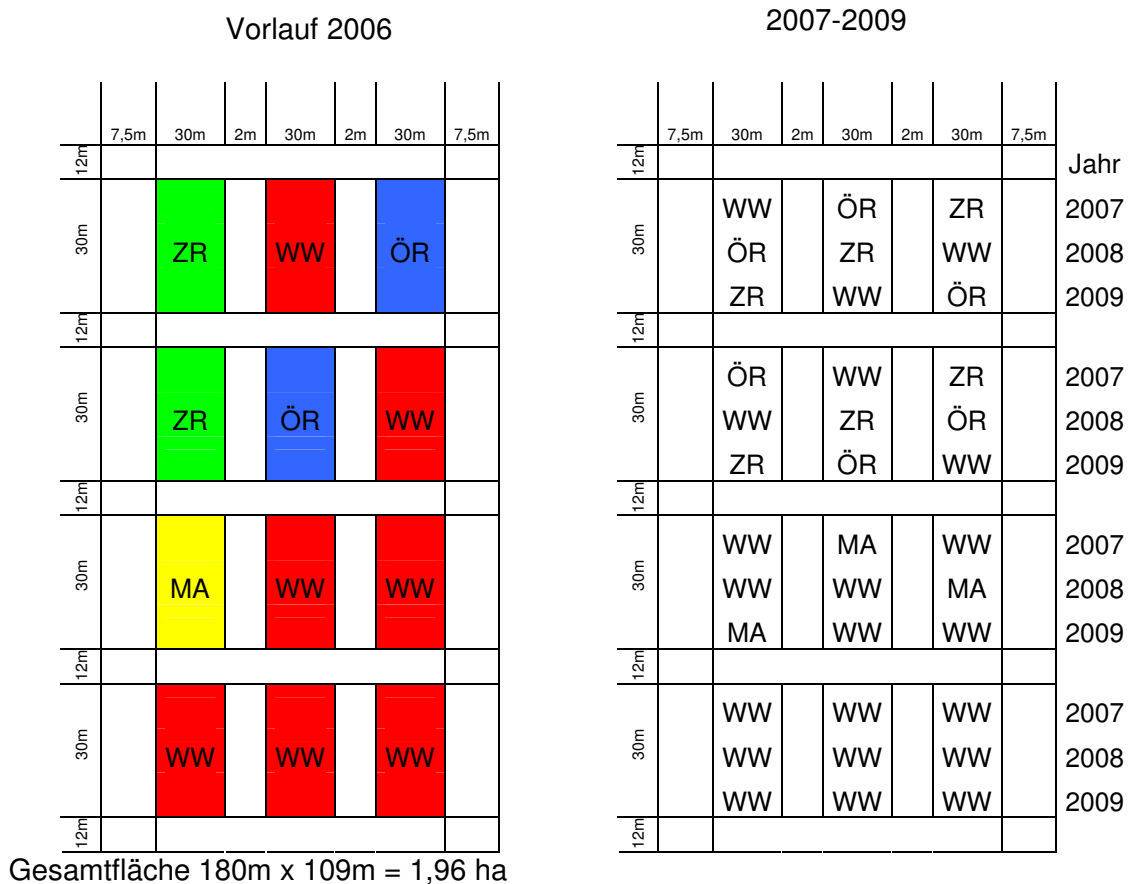 Vorlauf 2006
7,5m 30m 2m 30m 2m 30m 7,5m
12m
30m
ZR WW ÖR
12m
30m
ZR ÖR WW
12m
30m
MA WW WW
12m
30m
WW WW WW
12m
Gesamtfläche 180m x 109m = 1,96 ha
2007-2009
7,5m 30m 2m 30m 2m 30m 7,5m
12m
Jahr
30m
WW ÖR ZR 2007
ÖR ZR WW 2008
ZR WW ÖR 2009
12m
30m
ÖR WW ZR 2007
WW ZR ÖR 2008
ZR ÖR WW 2009
12m
30m
WW MA WW 2007
WW WW MA 2008
MA WW WW 2009
12m
30m
WW WW WW 2007
WW WW WW 2008
WW WW WW 2009
12m